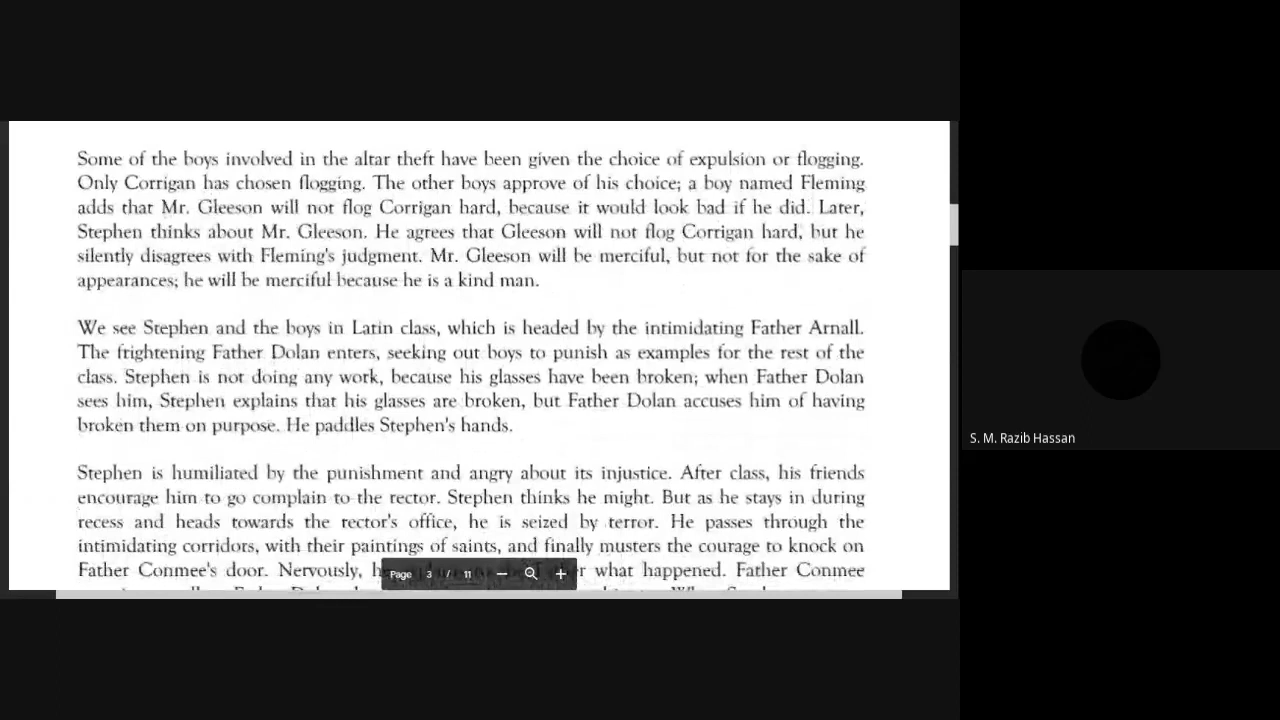 Some of the boys involved in the altar theft have been given the choice of expulsion or flogging.
Only Corrigan has chosen flogging. The other boys approve of his choice; a boy named Fleming
adds that Mr. Gleeson will not flog Corrigan hard, because it would look bad if he did. Later,
Stephen thinks about Mr. Gleeson. He agrees that Gleeson will not flog Corrigan hard, but he
silently disagrees with Fleming's judgment. Mr. Gleeson will be merciful, but not for the sake of
appearances; he will be merciful because he is a kind man.
We see Stephen and the boys in Latin class, which is headed by the intimidating Father Arnall.
The frightening Father Dolan enters, seeking out boys to punish as examples for the rest of the
class. Stephen is not doing any work, because his glasses have been broken; when Father Dolan
sees him, Stephen explains that his glasses are broken, but Father Dolan accuses him of having
broken them on purpose. He paddles Stephen's hands.
Stephen is humiliated by the punishment and angry about its injustice. After class, his friends
encourage him to go complain to the rector. Stephen thinks he might. But as he stays in during
recess and heads towards the rector's office, he is seized by terror. He passes through the
intimidating corridors, with their paintings of saints, and finally musters the courage to knock on
Father Conmee's door. Nervously, what happened. Father Conmee
Page 3 / 11
S. M. Razib Hassan